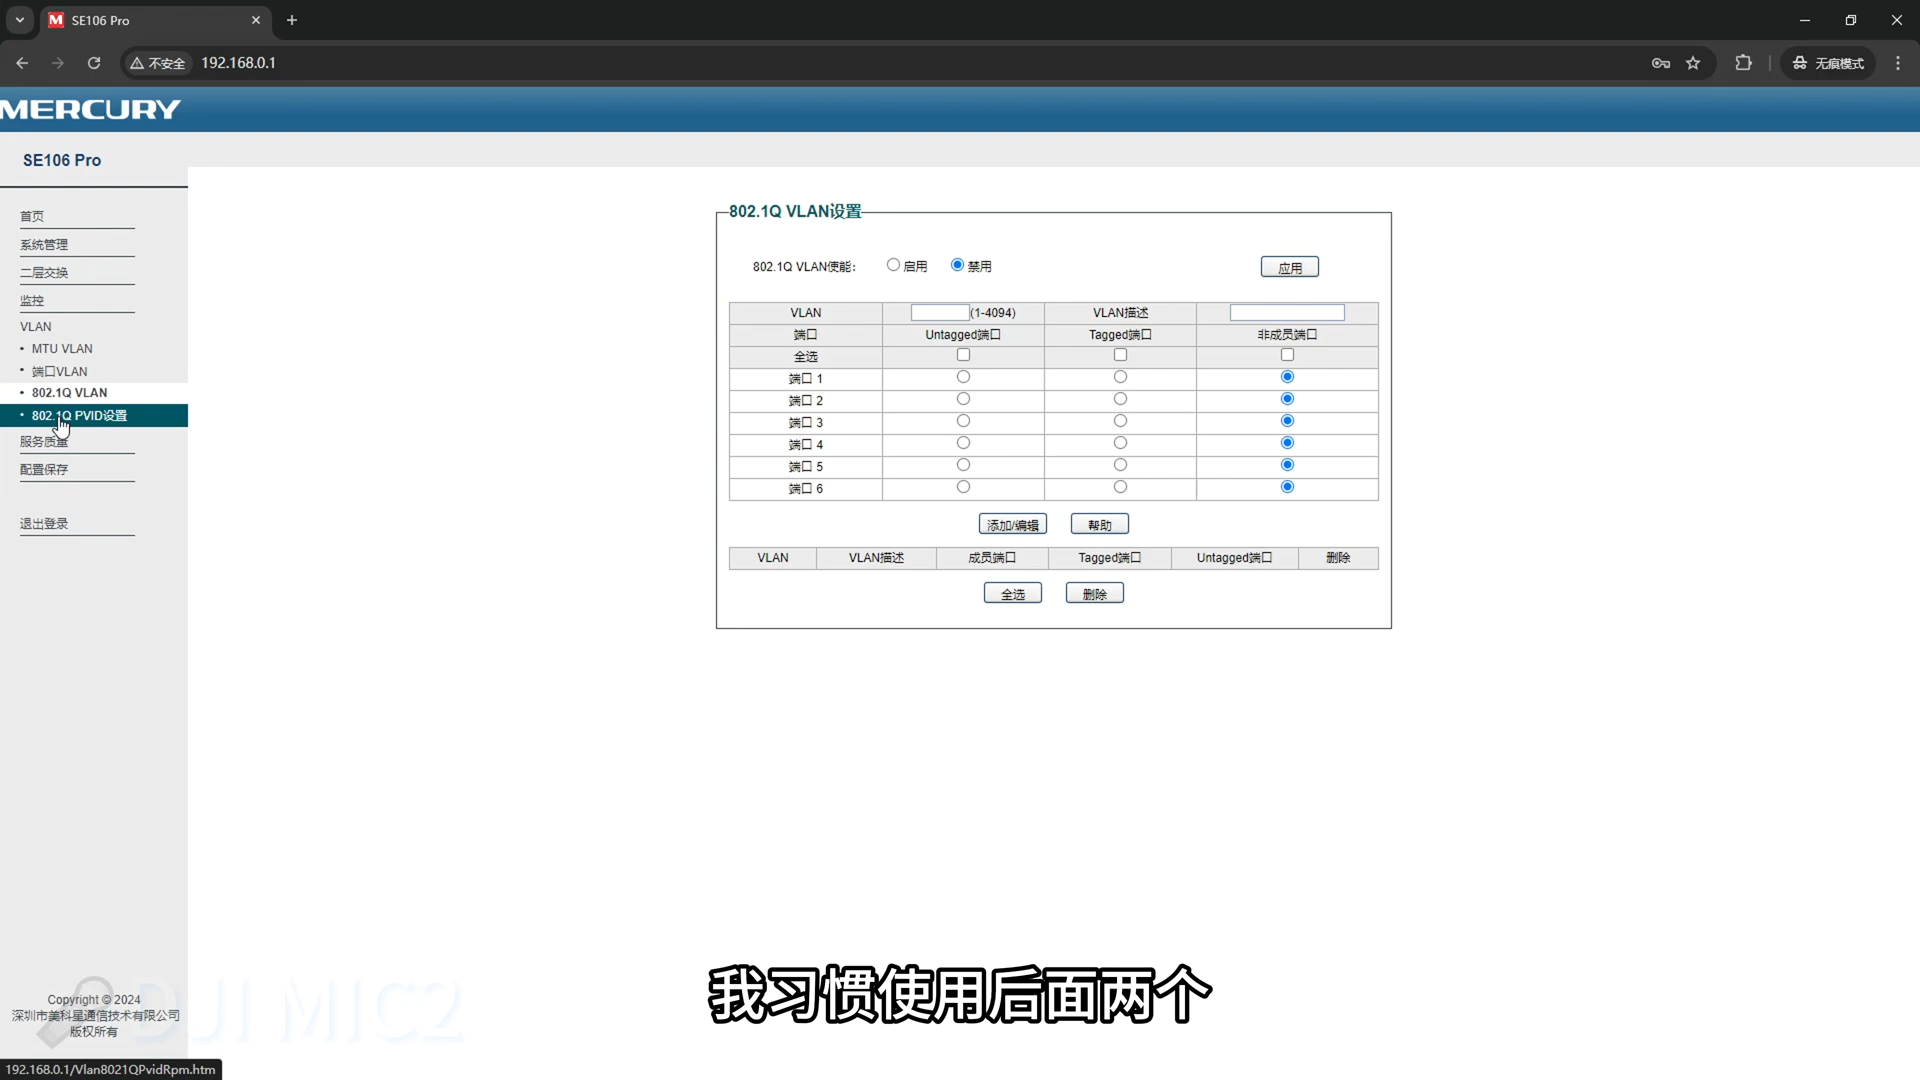 SE106 Pro
不安全
192.168.0.1
无痕模式
MERCURY
SE106 Pro
首页
系统管理
二层交换
监控
VLAN
• MTU VLAN
• 端口VLAN
• 802.1Q VLAN
• 802.1Q PVID设置
服务质量
配置保存
退出登录
802.1Q VLAN设置
802.1Q VLAN使能： 启用 禁用 应用
VLAN (1-4094) VLAN描述
端口 Untagged端口 Tagged端口 非成员端口
全选
端口 1
端口 2
端口 3
端口 4
端口 5
端口 6
添加/编辑 帮助
VLAN VLAN描述 成员端口 Tagged端口 Untagged端口 删除
全选 删除
我习惯使用后面两个
DJI MIC2
Copyright © 2024
深圳市美科星通信技术有限公司
版权所有
192.168.0.1/Vlan8021QPvidRpm.htm